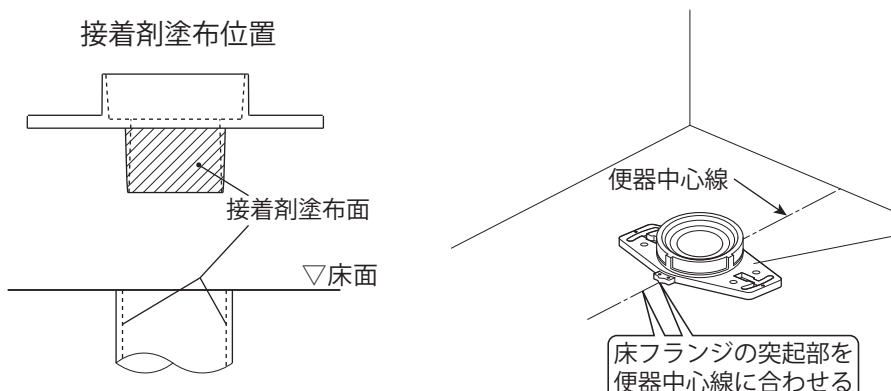 接着剤塗布位置
接着剤塗布面
▽床面
便器中心線
床フランジの突起部を
便器中心線に合わせる